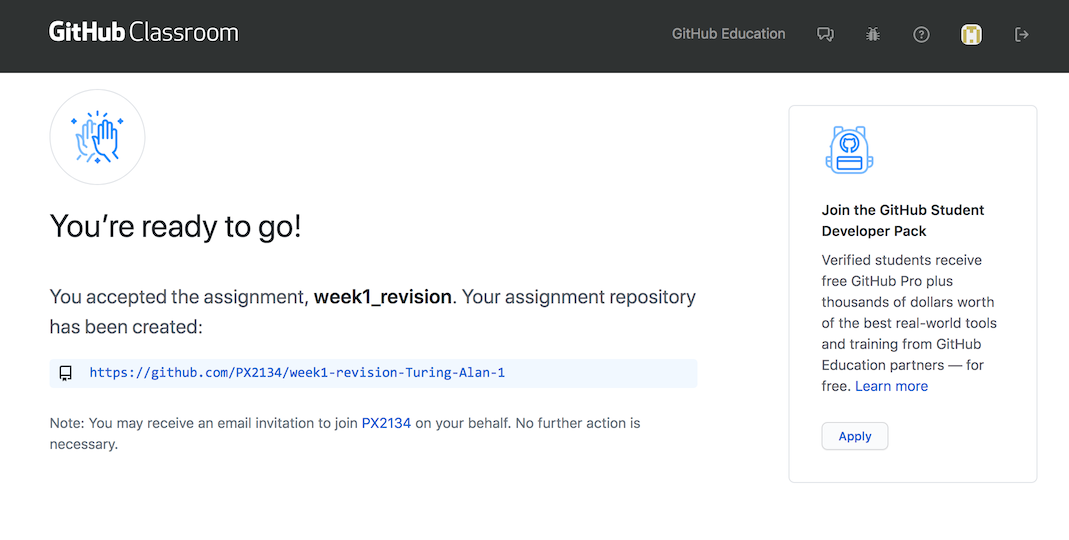 GitHub Classroom
GitHub Education
You’re ready to go!
You accepted the assignment, week1_revision. Your assignment repository
has been created:
https://github.com/PX2134/week1-revision-Turing-Alan-1
Note: You may receive an email invitation to join PX2134 on your behalf. No further action is
necessary.
Join the GitHub Student
Developer Pack
Verified students receive
free GitHub Pro plus
thousands of dollars worth
of the best real-world tools
and training from GitHub
Education partners — for
free. Learn more
Apply